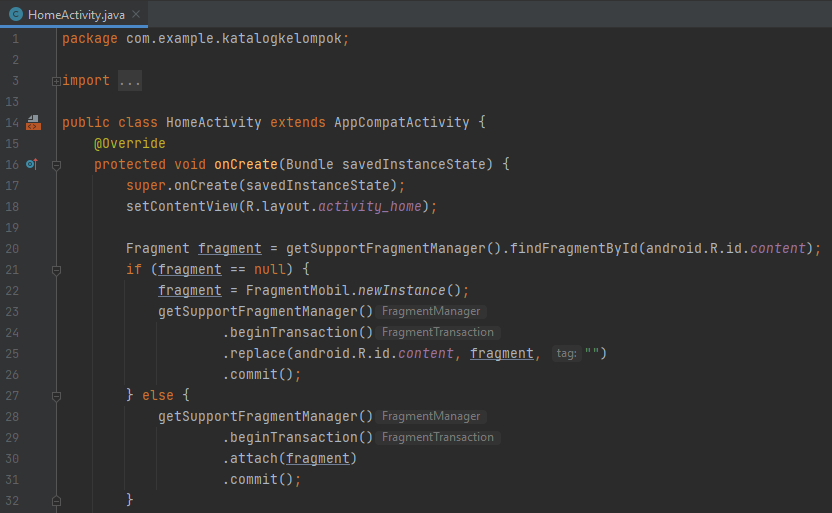 HomeActivity.java
1 package com.example.katalogkelompok;
2
3 import ...
13
14 public class HomeActivity extends AppCompatActivity {
15     @Override
16     protected void onCreate(Bundle savedInstanceState) {
17         super.onCreate(savedInstanceState);
18         setContentView(R.layout.activity_home);
19
20         Fragment fragment = getSupportFragmentManager().findFragmentById(android.R.id.content);
21         if (fragment == null) {
22             fragment = FragmentMobil.newInstance();
23             getSupportFragmentManager() FragmentManager
24                     .beginTransaction() FragmentTransaction
25                     .replace(android.R.id.content, fragment, tag: "")
26                     .commit();
27         } else {
28             getSupportFragmentManager() FragmentManager
29                     .beginTransaction() FragmentTransaction
30                     .attach(fragment)
31                     .commit();
32         }